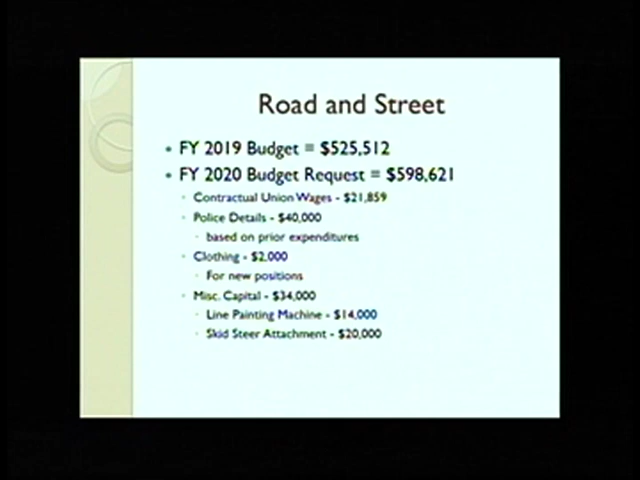 Road and Street
FY 2019 Budget = $525,512
FY 2020 Budget Request = $598,621
Contractual Union Wages - $21,859
Police Details - $40,000
based on prior expenditures
Clothing - $2,000
For new positions
Misc. Capital - $34,000
Line Painting Machine - $14,000
Skid Steer Attachment - $20,000